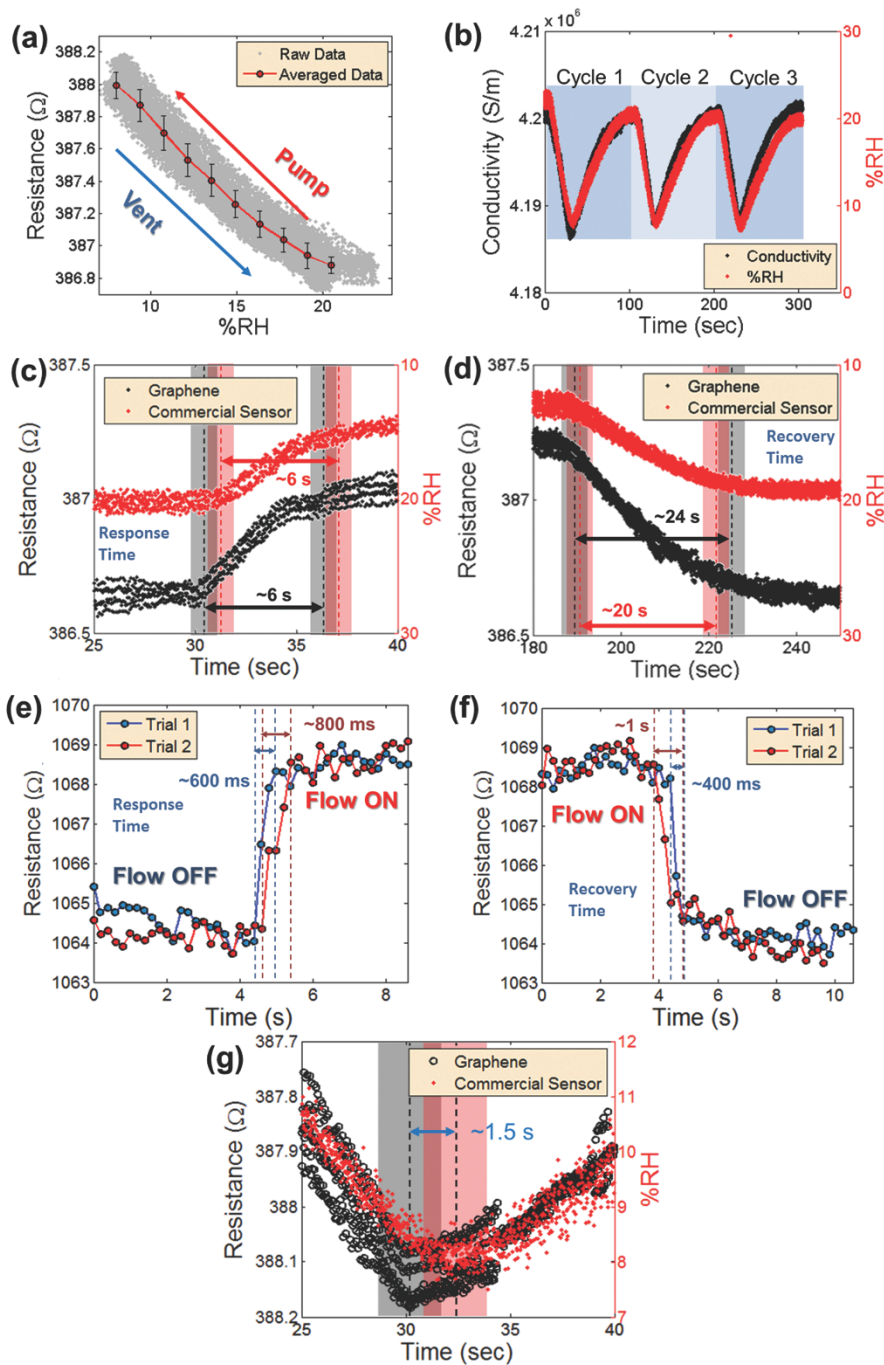 (a)
388.2
388
387.8
387.6
387.4
387.2
387
386.8
Resistance (Ω)
Raw Data
Averaged Data
Pump
Vent
10
15
20
%RH
(b)
4.21 x 10⁶
4.2
4.19
4.18
Conductivity (S/m)
Cycle 1
Cycle 2
Cycle 3
30
20
10
0
%RH
Conductivity
%RH
0
100
200
300
Time (sec)
(c)
387.5
387
386.5
Resistance (Ω)
Graphene
Commercial Sensor
~6 s
Response
Time
~6 s
10
20
30
%RH
25
30
35
40
Time (sec)
(d)
387.5
387
386.5
Resistance (Ω)
Graphene
Commercial Sensor
Recovery
Time
~24 s
~20 s
10
20
30
%RH
180
200
220
240
Time (sec)
(e)
1070
1069
1068
1067
1066
1065
1064
1063
Resistance (Ω)
Trial 1
Trial 2
~800 ms
~600 ms
Response
Time
Flow ON
Flow OFF
0
2
4
6
8
Time (s)
(f)
1070
1069
1068
1067
1066
1065
1064
1063
Resistance (Ω)
~1 s
Trial 1
Trial 2
~400 ms
Flow ON
Recovery
Time
Flow OFF
0
2
4
6
8
10
Time (s)
(g)
387.7
387.8
387.9
388
388.1
388.2
Resistance (Ω)
Graphene
Commercial Sensor
~1.5 s
12
11
10
9
8
7
%RH
25
30
35
40
Time (sec)